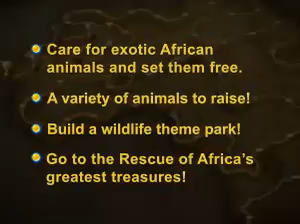 Care for exotic African
animals and set them free.
A variety of animals to raise!
Build a wildlife theme park!
Go to the Rescue of Africa's
greatest treasures!